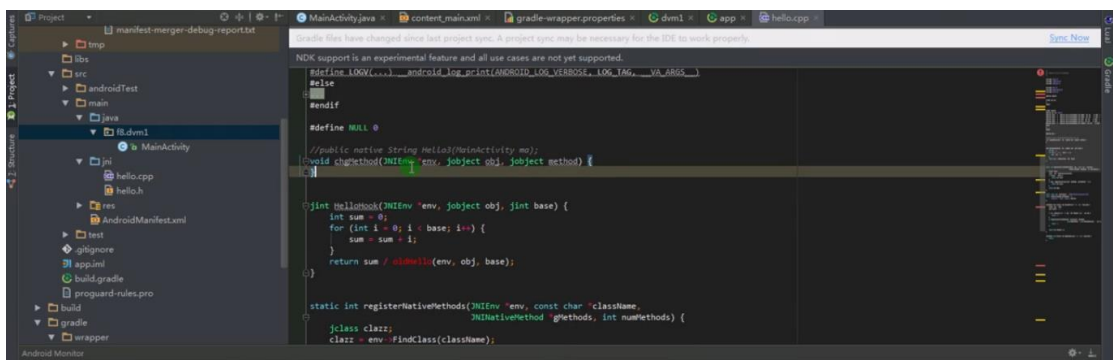 Project
MainActivity.java × content_main.xml × gradle-wrapper.properties × dvm1 × app × hello.cpp ×
Captures
1: Project
7: Structure
manifest-merger-debug-report.txt
tmp
libs
src
androidTest
main
java
f8.dvm1
MainActivity
jni
hello.cpp
hello.h
res
AndroidManifest.xml
test
.gitignore
app.iml
build.gradle
proguard-rules.pro
build
gradle
wrapper
Android Monitor
Gradle files have changed since last project sync. A project sync may be necessary for the IDE to work properly.
Sync Now
NDK support is an experimental feature and all use cases are not yet supported.
#define LOGV(...) __android_log_print(ANDROID_LOG_VERBOSE, LOG_TAG, __VA_ARGS__)
#else
...
#endif
#define NULL 0
//public native String Hello3(MainActivity ma);
void chgMethod(JNIEnv *env, jobject obj, jobject method) {
}
jint HelloHook(JNIEnv *env, jobject obj, jint base) {
int sum = 0;
for (int i = 0; i < base; i++) {
sum = sum + i;
}
return sum / oldHello(env, obj, base);
}
static int registerNativeMethods(JNIEnv *env, const char *className,
JNINativeMethod *gMethods, int numMethods) {
jclass clazz;
clazz = env->FindClass(className);
Gradle